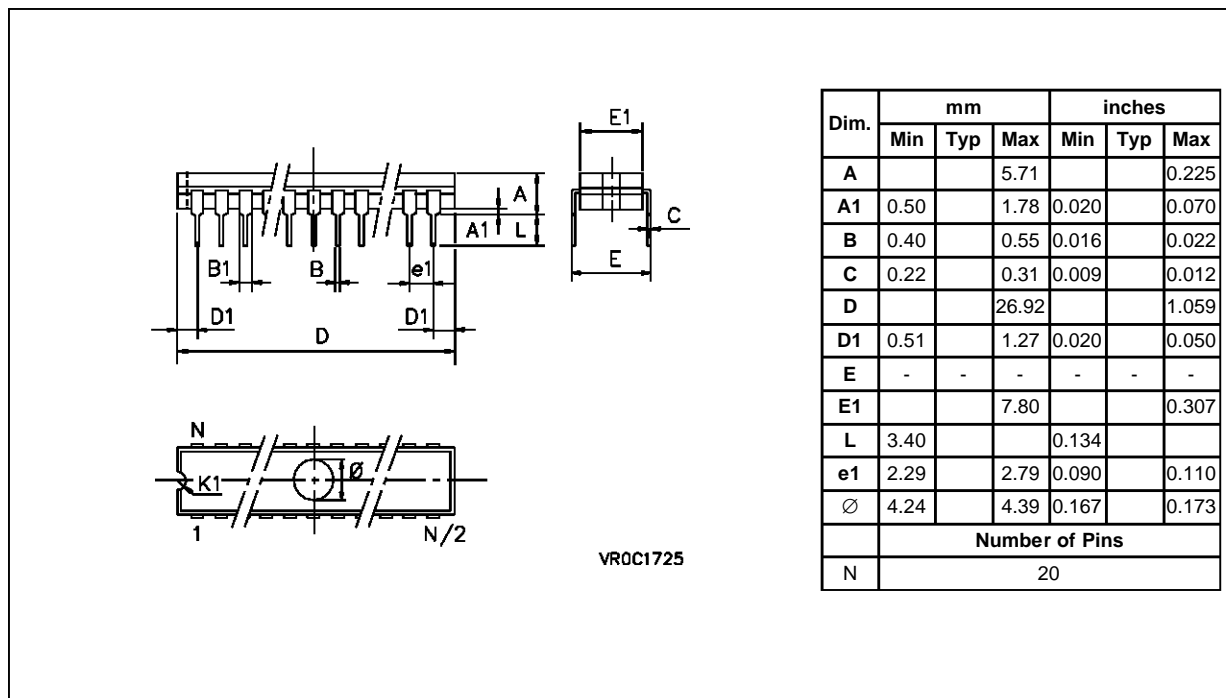 E1
A
A1
L
C
B1
B
e1
E
D1
D1
D
N
Ø
K1
1
N/2
VR0C1725
Dim. mm inches
Min Typ Max Min Typ Max
A 5.71 0.225
A1 0.50 1.78 0.020 0.070
B 0.40 0.55 0.016 0.022
C 0.22 0.31 0.009 0.012
D 26.92 1.059
D1 0.51 1.27 0.020 0.050
E - - - - - -
E1 7.80 0.307
L 3.40 0.134
e1 2.29 2.79 0.090 0.110
∅ 4.24 4.39 0.167 0.173
Number of Pins
N 20